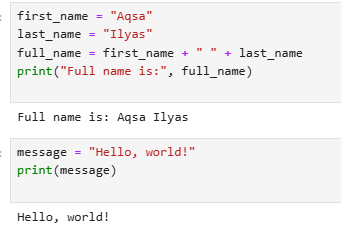 first_name = "Aqsa"
last_name = "Ilyas"
full_name = first_name + " " + last_name
print("Full name is:", full_name)
Full name is: Aqsa Ilyas
message = "Hello, world!"
print(message)
Hello, world!